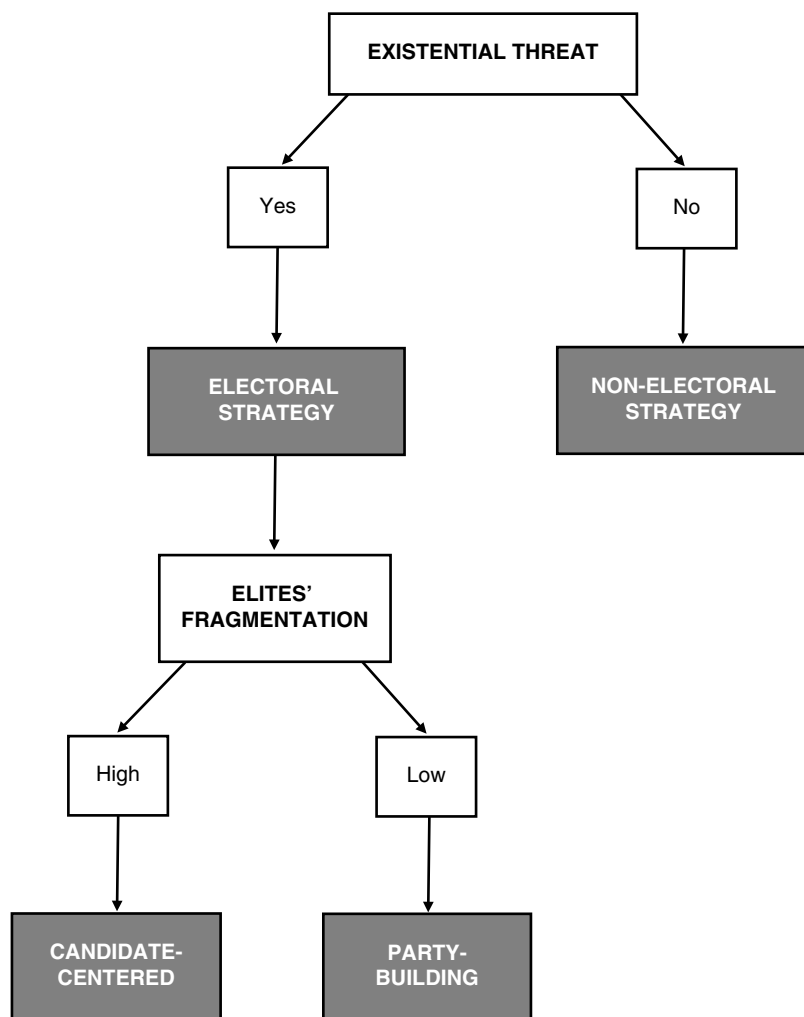 EXISTENTIAL THREAT
Yes
No
ELECTORAL
STRATEGY
NON-ELECTORAL
STRATEGY
ELITES’
FRAGMENTATION
High
Low
CANDIDATE-
CENTERED
PARTY-
BUILDING